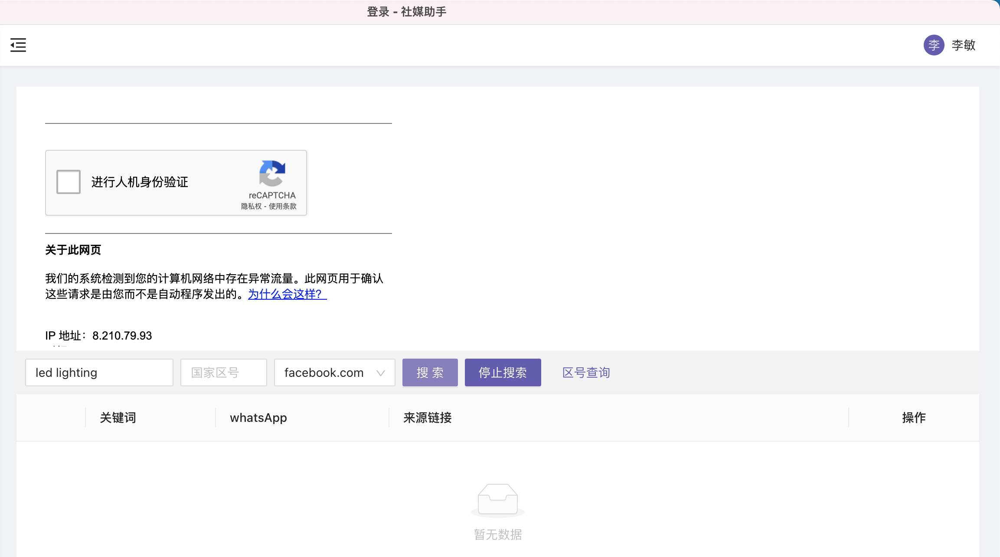 登录 - 社媒助手
李 李敏
进行人机身份验证
reCAPTCHA
隐私权 - 使用条款
关于此网页
我们的系统检测到您的计算机网络中存在异常流量。此网页用于确认
这些请求是由您而不是自动程序发出的。为什么会这样？
IP 地址：8.210.79.93
led lighting 国家区号 facebook.com 搜 索 停止搜索 区号查询
关键词 whatsApp 来源链接 操作
暂无数据